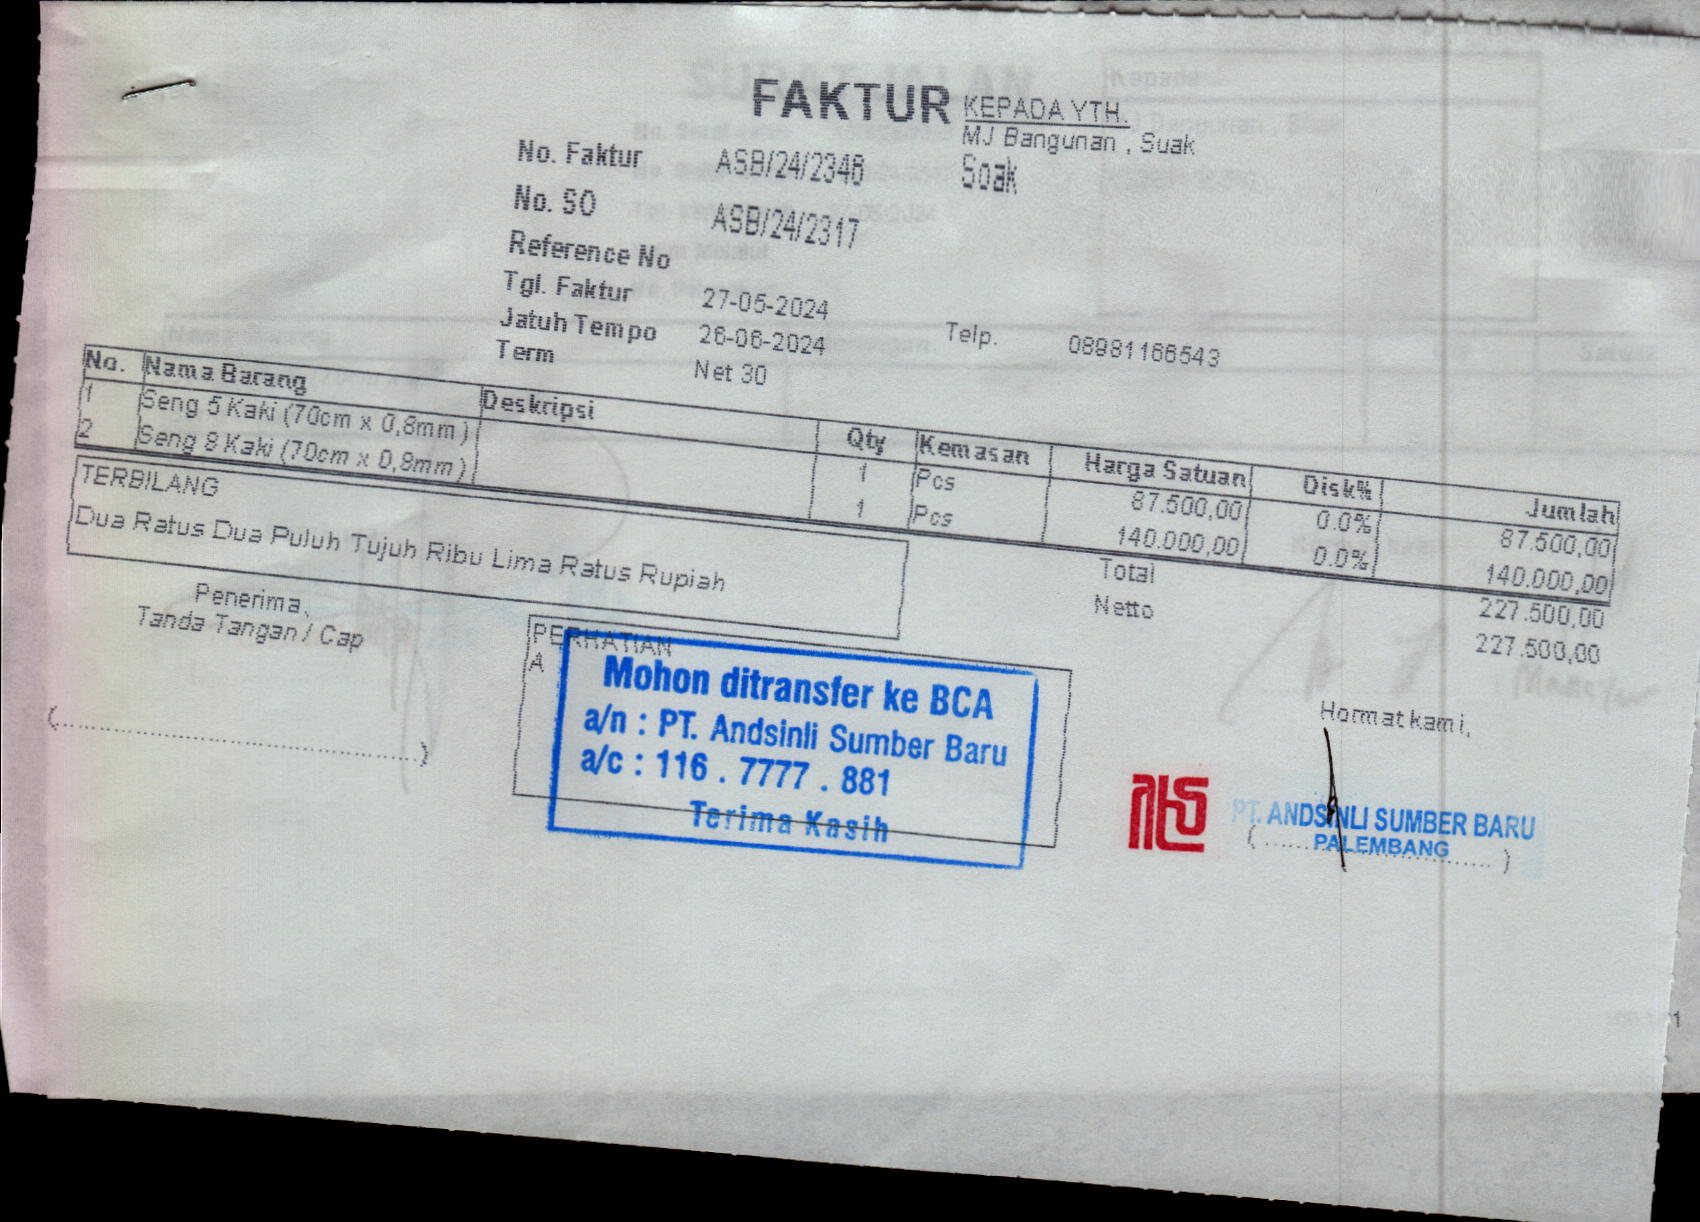 FAKTUR
KEPADA YTH.
MJ Bangunan , Suak
Soak
No. Faktur ASB/24/2346
No. SO ASB/24/2317
Reference No
Tgl. Faktur 27-05-2024
Jatuh Tempo 26-06-2024
Term Net 30
Telp. 08981166543
No. Nama Barang Deskripsi Qty Kemasan Harga Satuan Disk% Jumlah
1 Seng 5 Kaki (70cm x 0,8mm) 1 Pcs 87.500,00 0.0% 87.500,00
2 Seng 8 Kaki (70cm x 0,8mm) 1 Pcs 140.000,00 0.0% 140.000,00
Total 227.500,00
Netto 227.500,00
TERBILANG
Dua Ratus Dua Puluh Tujuh Ribu Lima Ratus Rupiah
Penerima,
Tanda Tangan / Cap
(........................................)
PERHATIAN
A
Mohon ditransfer ke BCA
a/n : PT. Andsinli Sumber Baru
a/c : 116 . 7777 . 881
Terima Kasih
Hormat kami,
PT. ANDSINLI SUMBER BARU
PALEMBANG